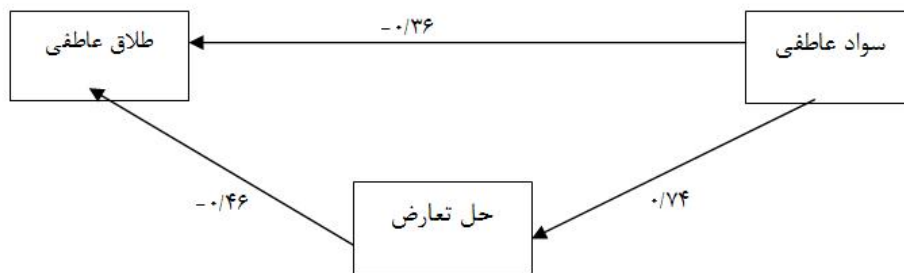 سواد عاطفی
-۰/۳۶
طلاق عاطفی
۰/۷۴
-۰/۴۶
حل تعارض